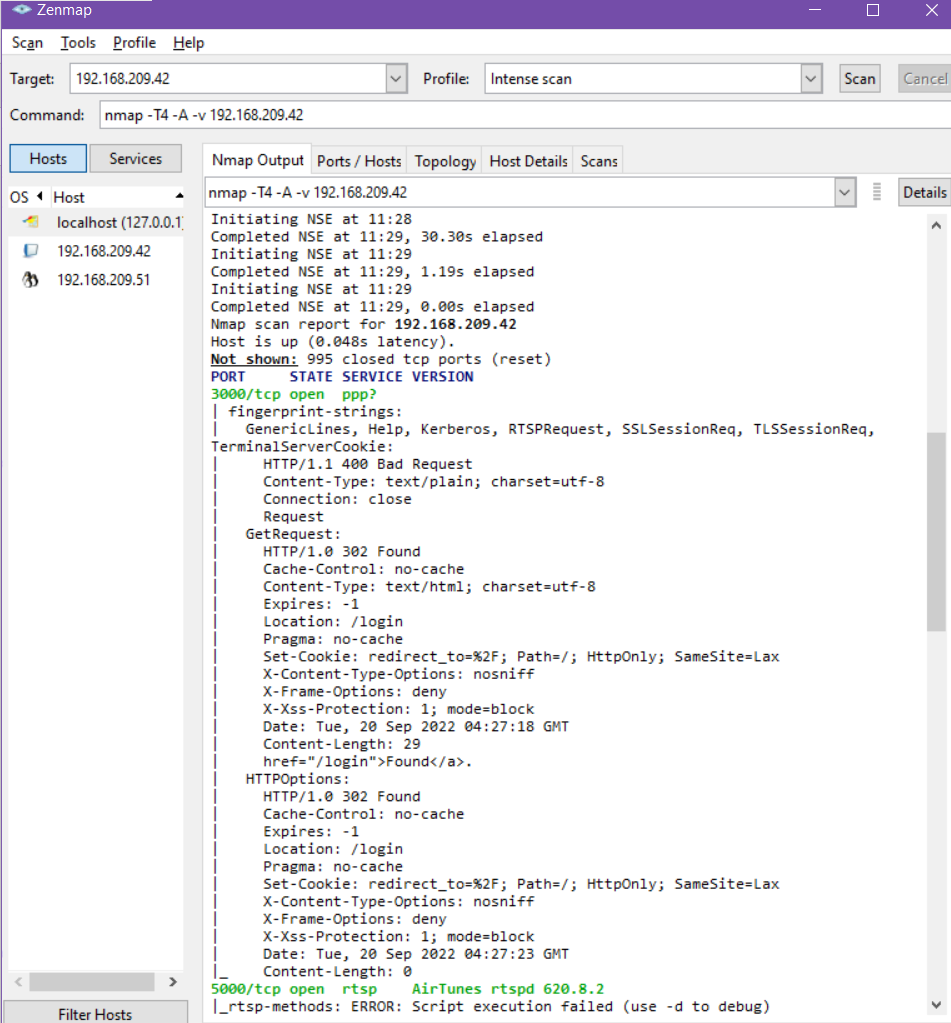 Zenmap
Scan Tools Profile Help
Target: 192.168.209.42 Profile: Intense scan Scan Cancel
Command: nmap -T4 -A -v 192.168.209.42
Hosts Services
Nmap Output Ports / Hosts Topology Host Details Scans
OS Host
nmap -T4 -A -v 192.168.209.42 Details
localhost (127.0.0.1)
192.168.209.42
192.168.209.51
Filter Hosts
Initiating NSE at 11:28
Completed NSE at 11:29, 30.30s elapsed
Initiating NSE at 11:29
Completed NSE at 11:29, 1.19s elapsed
Initiating NSE at 11:29
Completed NSE at 11:29, 0.00s elapsed
Nmap scan report for 192.168.209.42
Host is up (0.048s latency).
Not shown: 995 closed tcp ports (reset)
PORT     STATE SERVICE VERSION
3000/tcp open  ppp?
| fingerprint-strings:
|   GenericLines, Help, Kerberos, RTSPRequest, SSLSessionReq, TLSSessionReq,
TerminalServerCookie:
|     HTTP/1.1 400 Bad Request
|     Content-Type: text/plain; charset=utf-8
|     Connection: close
|     Request
|   GetRequest:
|     HTTP/1.0 302 Found
|     Cache-Control: no-cache
|     Content-Type: text/html; charset=utf-8
|     Expires: -1
|     Location: /login
|     Pragma: no-cache
|     Set-Cookie: redirect_to=%2F; Path=/; HttpOnly; SameSite=Lax
|     X-Content-Type-Options: nosniff
|     X-Frame-Options: deny
|     X-Xss-Protection: 1; mode=block
|     Date: Tue, 20 Sep 2022 04:27:18 GMT
|     Content-Length: 29
|     href="/login">Found</a>.
|   HTTPOptions:
|     HTTP/1.0 302 Found
|     Cache-Control: no-cache
|     Expires: -1
|     Location: /login
|     Pragma: no-cache
|     Set-Cookie: redirect_to=%2F; Path=/; HttpOnly; SameSite=Lax
|     X-Content-Type-Options: nosniff
|     X-Frame-Options: deny
|     X-Xss-Protection: 1; mode=block
|     Date: Tue, 20 Sep 2022 04:27:23 GMT
|_    Content-Length: 0
5000/tcp open  rtsp    AirTunes rtspd 620.8.2
|_rtsp-methods: ERROR: Script execution failed (use -d to debug)